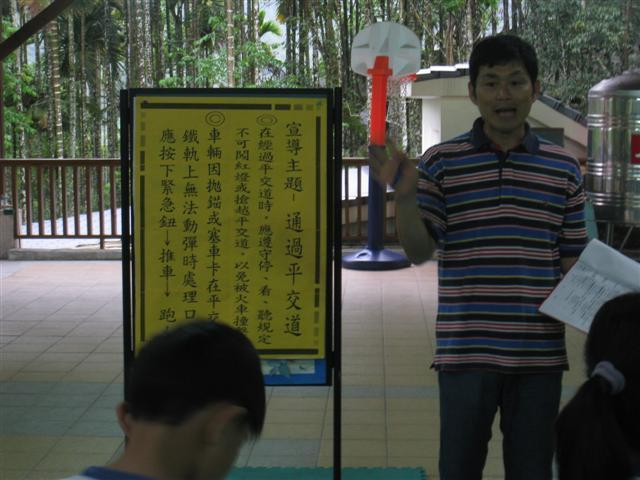 宣導主題－通過平交道
◎在經過平交道時，應遵守停、看、聽規定
不可闖紅燈或搶越平交道，以免被火車撞
◎車輛因拋錨或塞車卡在平交
鐵軌上無法動彈時處理口
應按下緊急鈕→推車→跑